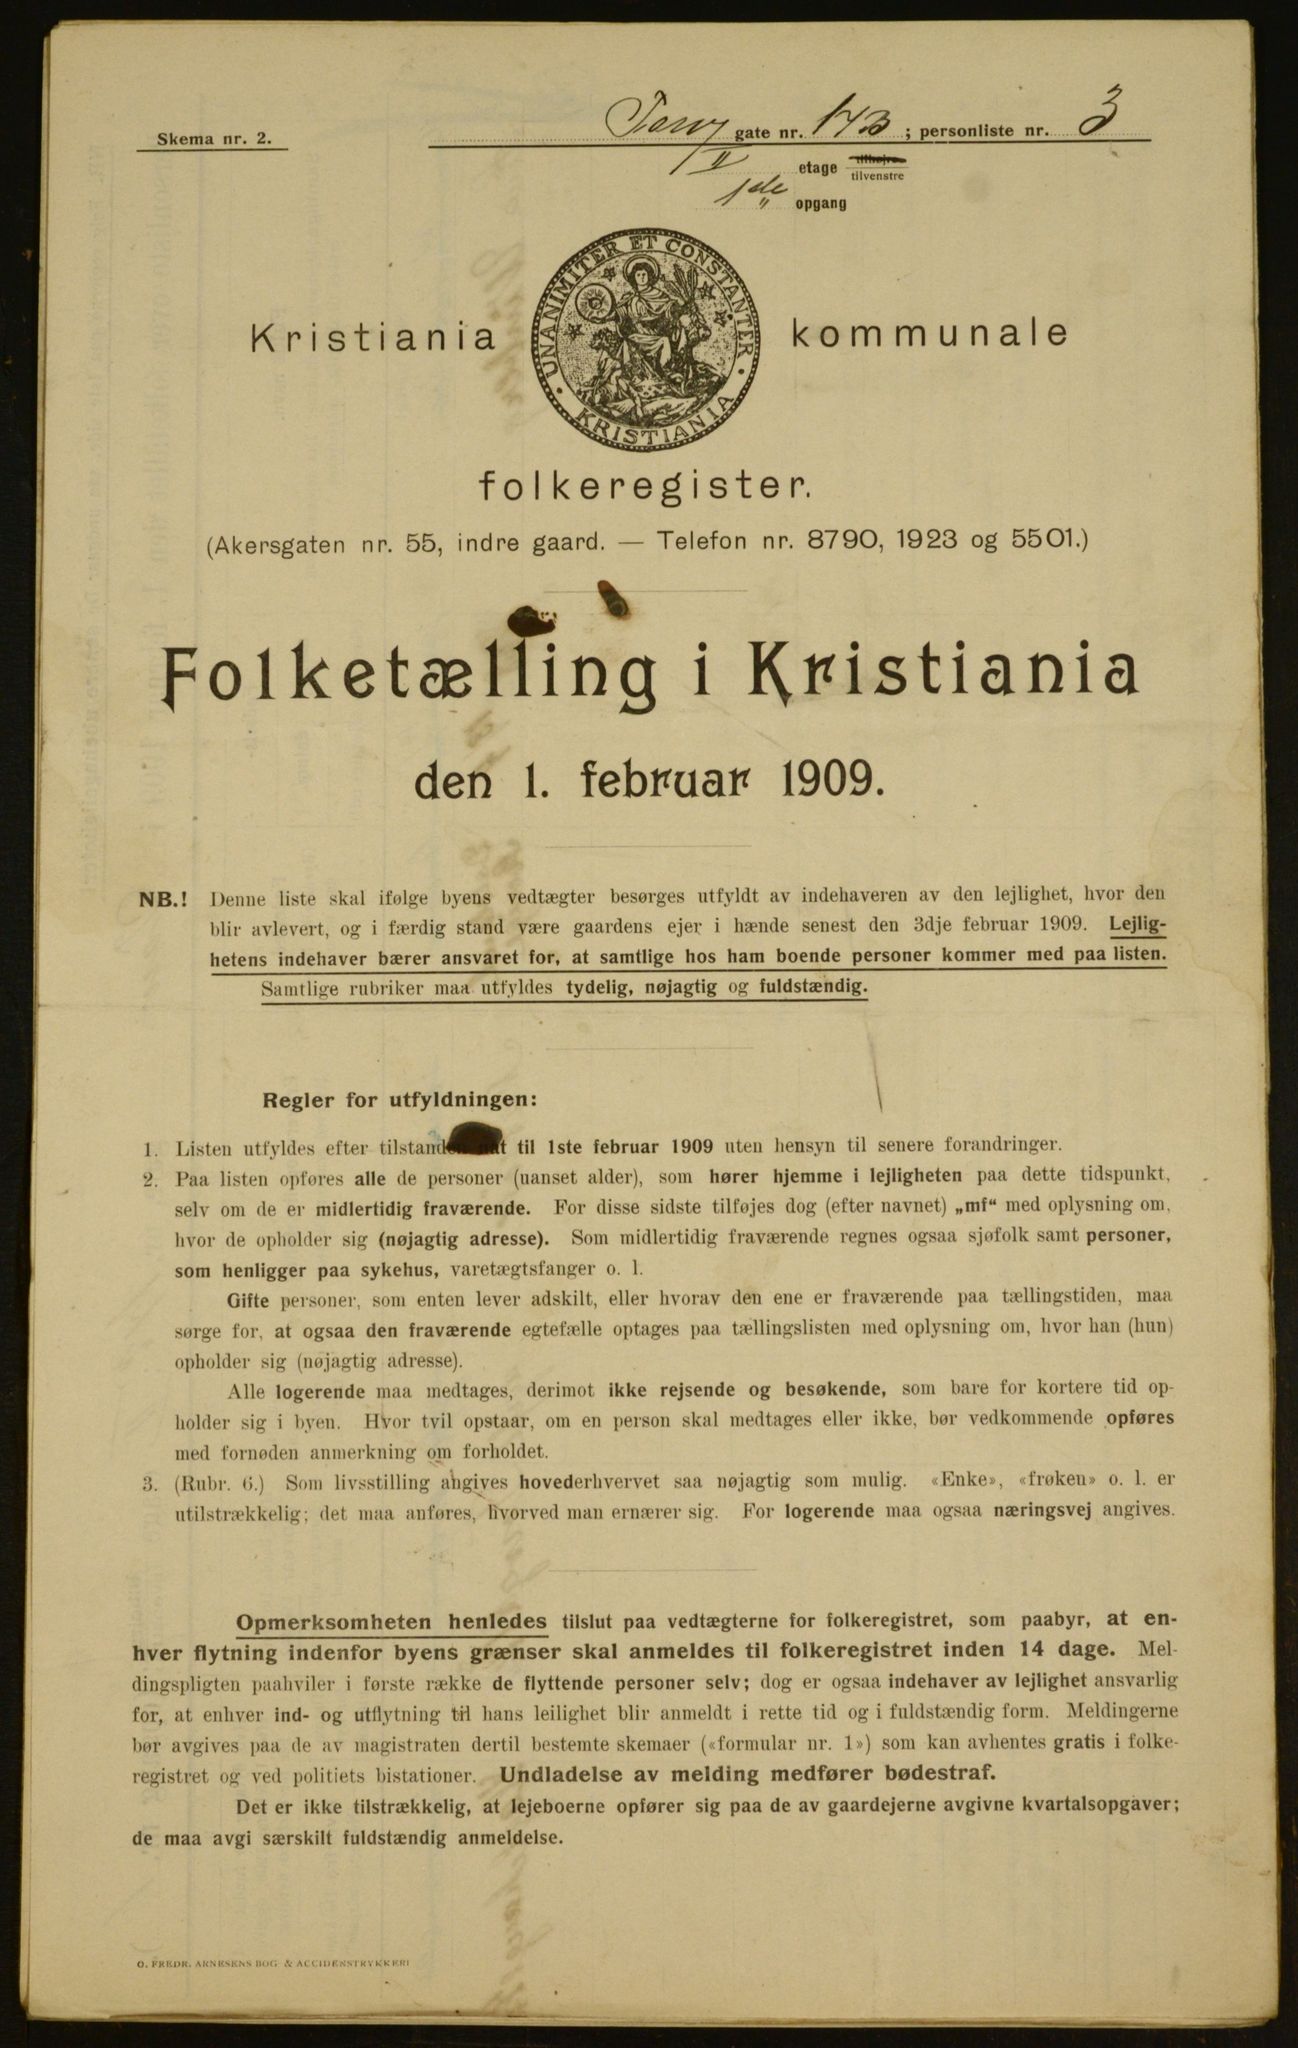 Skema nr. 2.
Torv gate nr. 14B; personliste nr. 3
II etage tilhøjre tilvenstre
1ste opgang
UNANIMITER ET CONSTANTER
KRISTIANIA
Kristiania kommunale
folkeregister.
(Akersgaten nr. 55, indre gaard. — Telefon nr. 8790, 1923 og 5501.)
Folketælling i Kristiania
den 1. februar 1909.
NB.! Denne liste skal ifølge byens vedtægter besørges utfyldt av indehaveren av den lejlighet, hvor den
blir avlevert, og i færdig stand være gaardens ejer i hænde senest den 3dje februar 1909. Lejlig-
hetens indehaver bærer ansvaret for, at samtlige hos ham boende personer kommer med paa listen.
Samtlige rubriker maa utfyldes tydelig, nøjagtig og fuldstændig.
Regler for utfyldningen:
1. Listen utfyldes efter tilstanden nat til 1ste februar 1909 uten hensyn til senere forandringer.
2. Paa listen opføres alle de personer (uanset alder), som hører hjemme i lejligheten paa dette tidspunkt,
selv om de er midlertidig fraværende. For disse sidste tilføjes dog (efter navnet) „mf“ med oplysning om,
hvor de opholder sig (nøjagtig adresse). Som midlertidig fraværende regnes ogsaa sjøfolk samt personer,
som henligger paa sykehus, varetægtsfanger o. l.
Gifte personer, som enten lever adskilt, eller hvorav den ene er fraværende paa tællingstiden, maa
sørge for, at ogsaa den fraværende egtefælle optages paa tællingslisten med oplysning om, hvor han (hun)
opholder sig (nøjagtig adresse).
Alle logerende maa medtages, derimot ikke rejsende og besøkende, som bare for kortere tid op-
holder sig i byen. Hvor tvil opstaar, om en person skal medtages eller ikke, bør vedkommende opføres
med fornøden anmerkning om forholdet.
3. (Rubr. 6.) Som livsstilling angives hovederhvervet saa nøjagtig som mulig. «Enke», «frøken» o. l. er
utilstrækkelig; det maa anføres, hvorved man ernærer sig. For logerende maa ogsaa næringsvej angives.
Opmerksomheten henledes tilslut paa vedtægterne for folkeregistret, som paabyr, at en-
hver flytning indenfor byens grænser skal anmeldes til folkeregistret inden 14 dage. Mel-
dingspligten paahviler i første række de flyttende personer selv; dog er ogsaa indehaver av lejlighet ansvarlig
for, at enhver ind- og utflytning til hans leilighet blir anmeldt i rette tid og i fuldstændig form. Meldingerne
bør avgives paa de av magistraten dertil bestemte skemaer («formular nr. 1») som kan avhentes gratis i folke-
registret og ved politiets bistationer. Undladelse av melding medfører bødestraf.
Det er ikke tilstrækkelig, at lejeboerne opfører sig paa de av gaardejerne avgivne kvartalsopgaver;
de maa avgi særskilt fuldstændig anmeldelse.
O. FREDR. ARNESENS BOG & ACCIDENSTRYKKERI